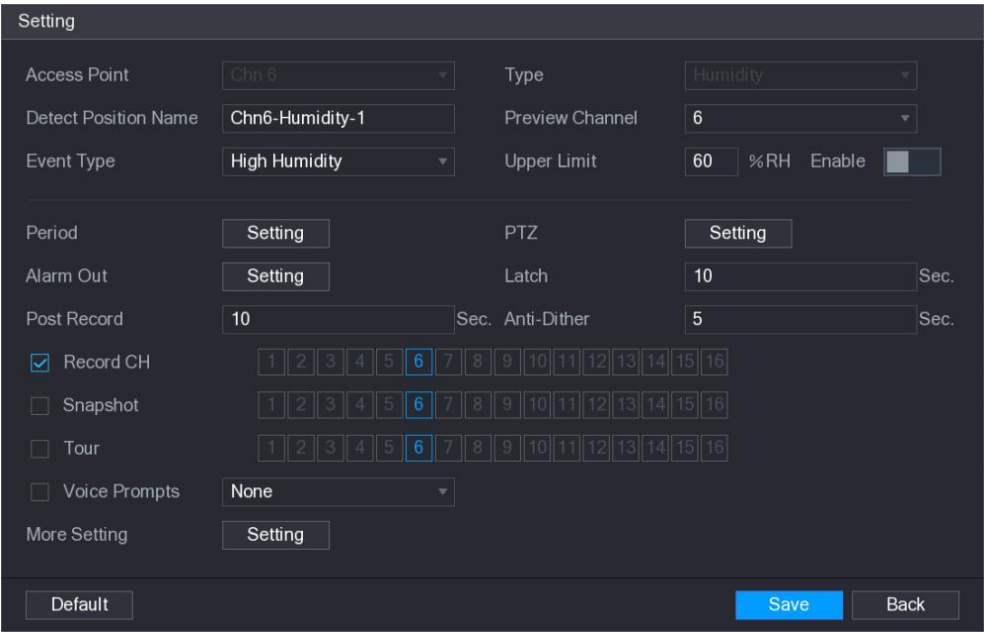 Setting
Access Point Chn 6 Type Humidity
Detect Position Name Chn6-Humidity-1 Preview Channel 6
Event Type High Humidity Upper Limit 60 %RH Enable
Period Setting PTZ Setting
Alarm Out Setting Latch 10 Sec.
Post Record 10 Sec. Anti-Dither 5 Sec.
Record CH 1 2 3 4 5 6 7 8 9 10 11 12 13 14 15 16
Snapshot 1 2 3 4 5 6 7 8 9 10 11 12 13 14 15 16
Tour 1 2 3 4 5 6 7 8 9 10 11 12 13 14 15 16
Voice Prompts None
More Setting Setting
Default Save Back